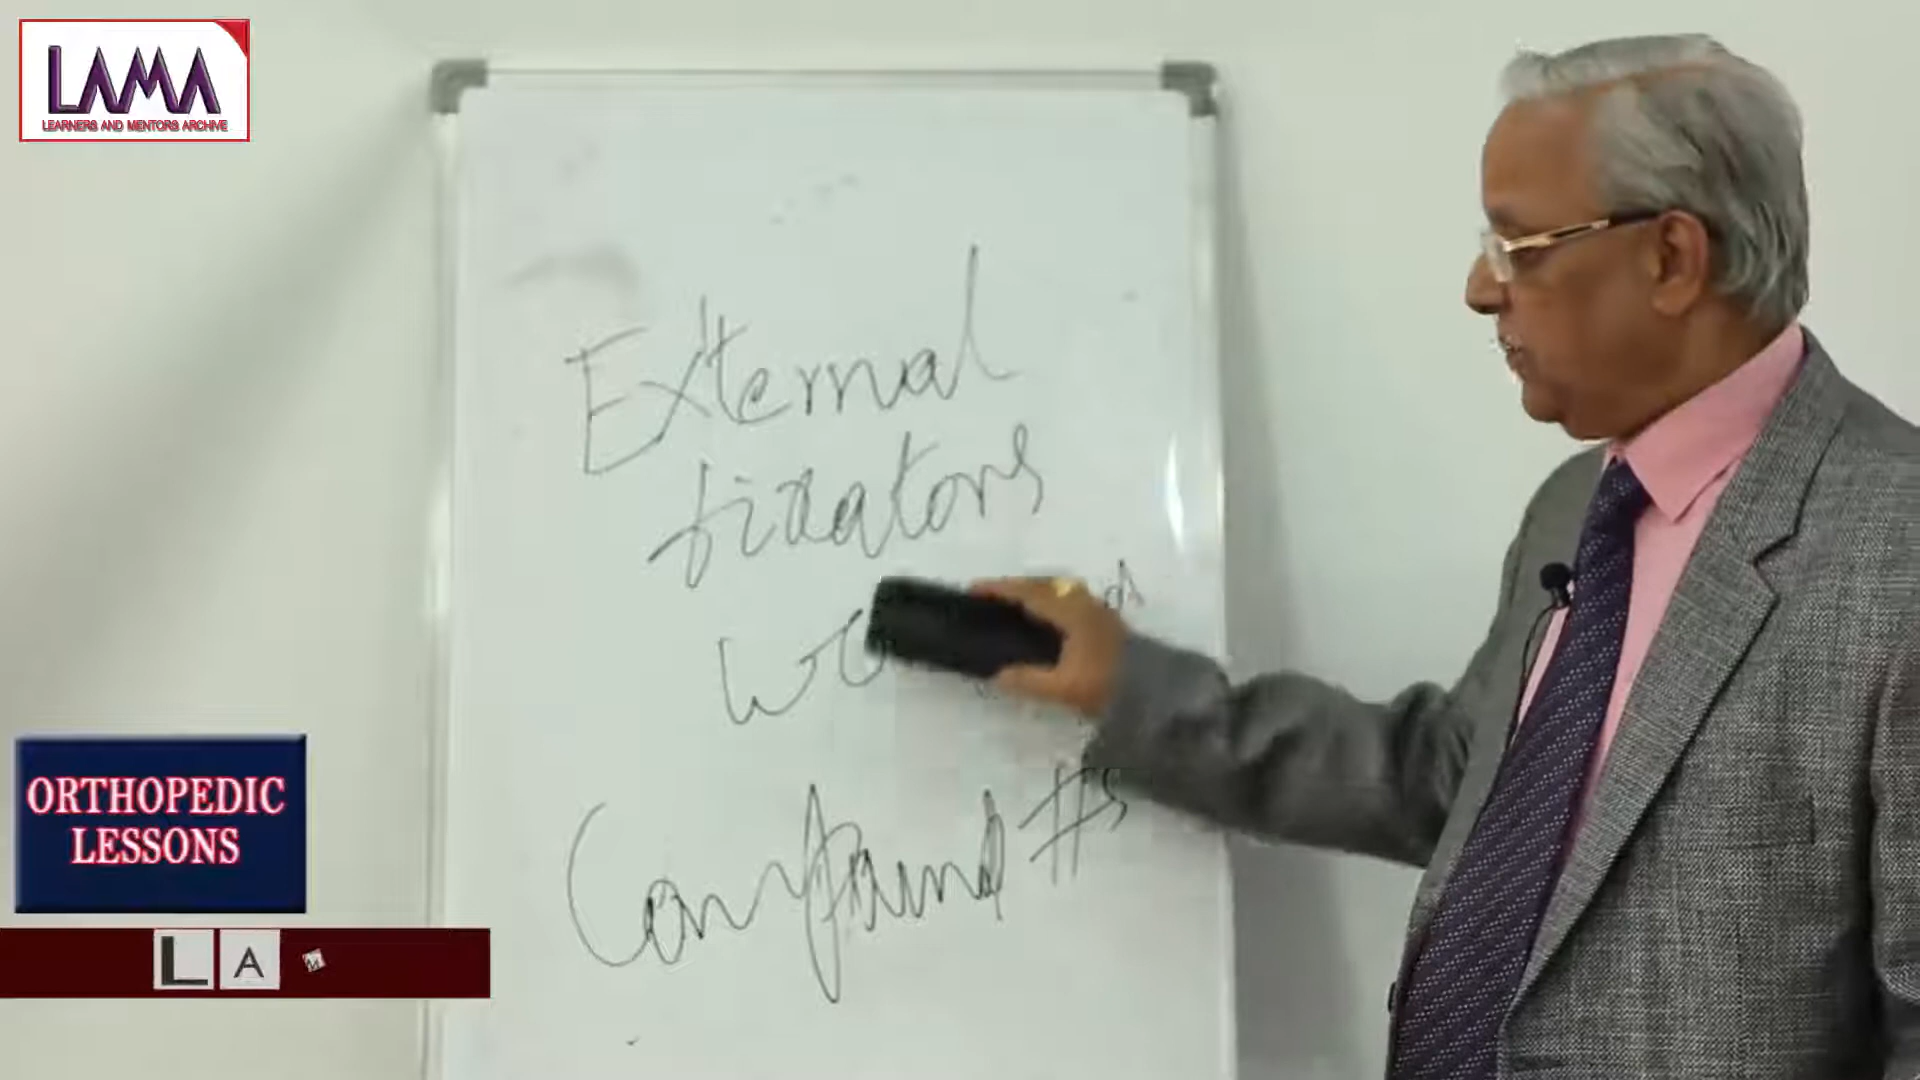 LAMA
LEARNERS AND MENTORS ARCHIVE
External
fixators
Compound #s
ORTHOPEDIC
LESSONS
L A M